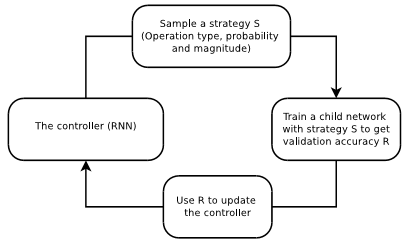 Sample a strategy S
(Operation type, probability
and magnitude)
The controller (RNN)
Train a child network
with strategy S to get
validation accuracy R
Use R to update
the controller